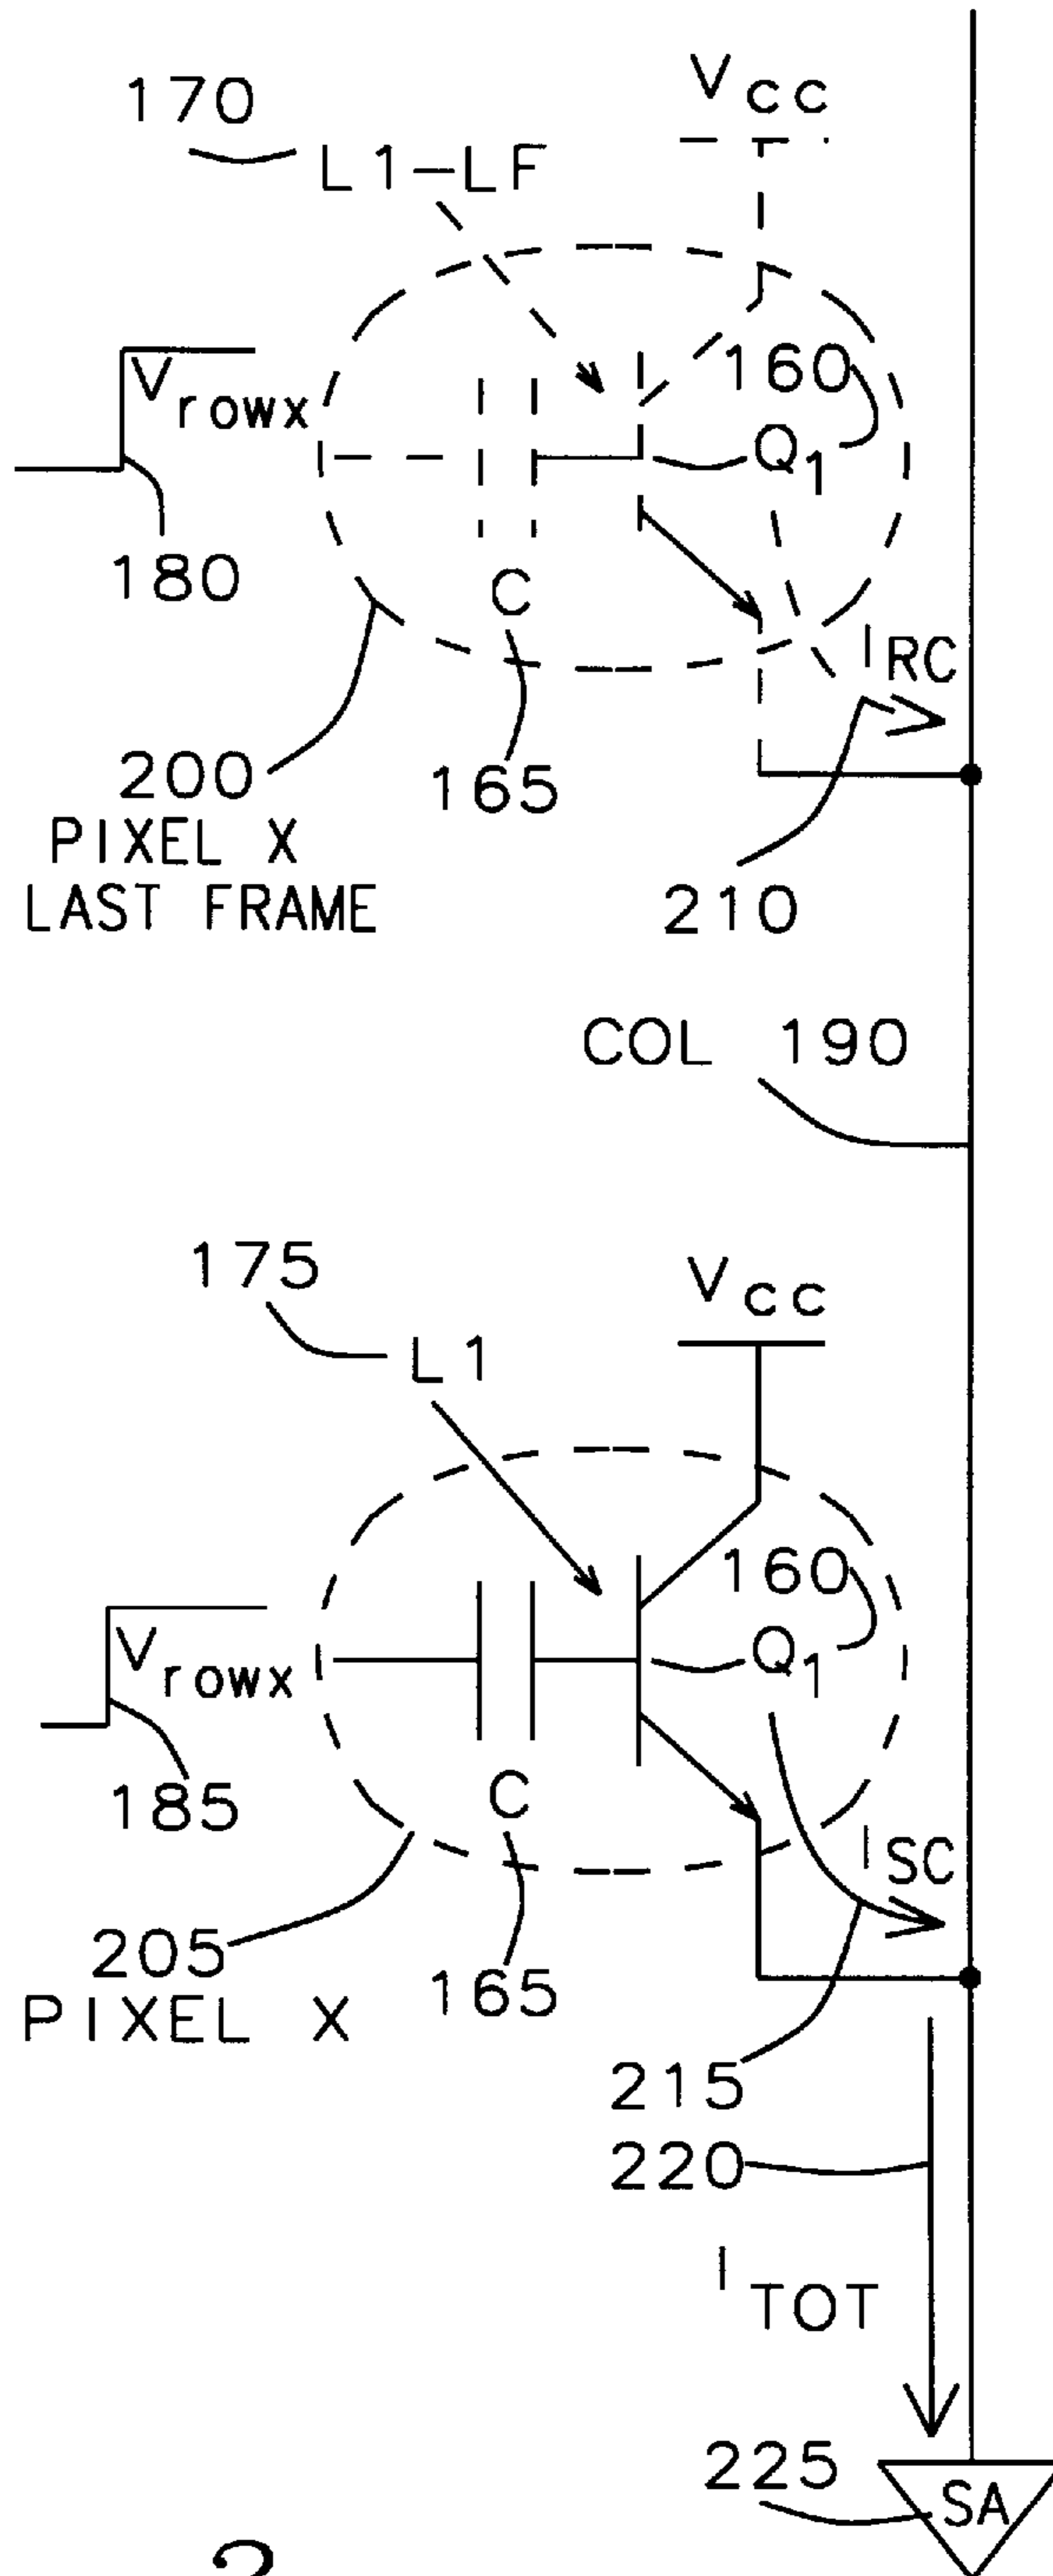 170
L1-LF
Vcc
Vrowx
160
Q1
180
C
IRC
200
165
PIXEL X
LAST FRAME
210
COL 190
175
L1
Vcc
Vrowx
160
Q1
185
C
ISC
205
165
PIXEL X
215
220
ITOT
225
SA